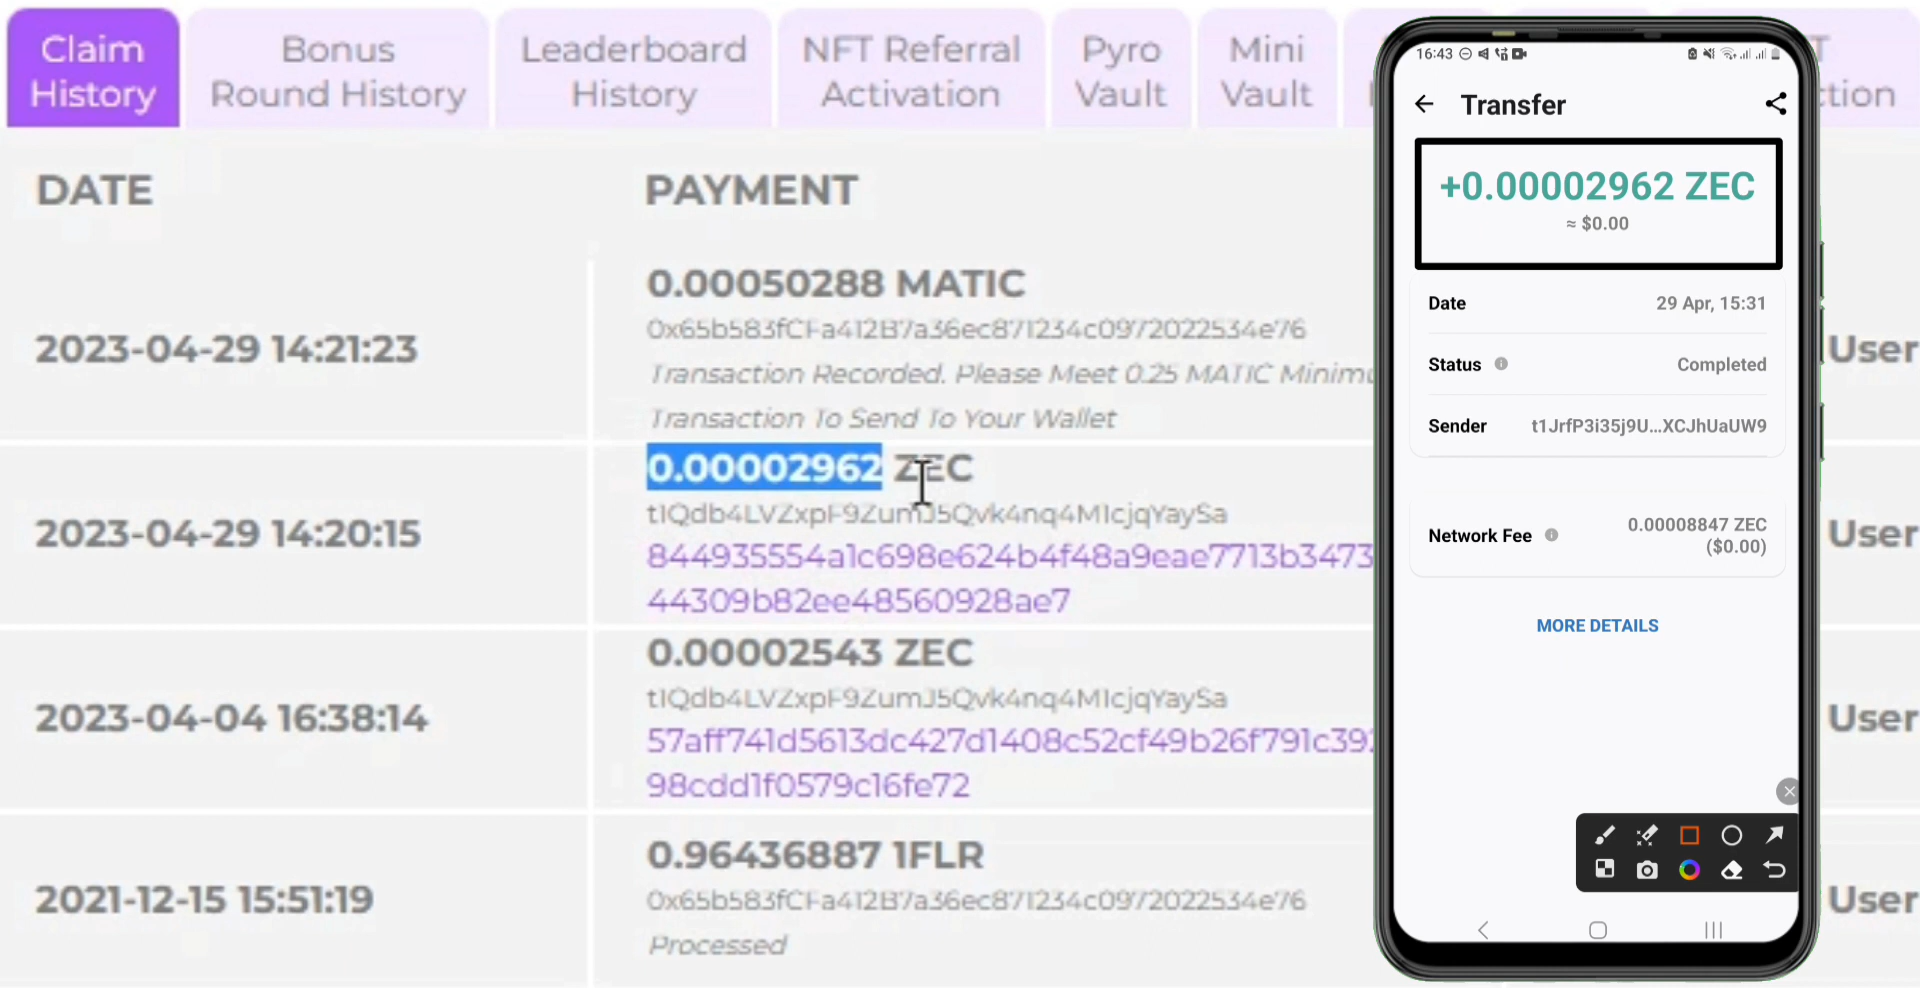 Claim
History
Bonus
Round History
Leaderboard
History
NFT Referral
Activation
Pyro
Vault
Mini
Vault
DATE
PAYMENT
2023-04-29 14:21:23
0.00050288 MATIC
0x65b583fCFa412B7a36ec871234c0972022534e76
Transaction Recorded. Please Meet 0.25 MATIC
Transaction To Send To Your Wallet
User
2023-04-29 14:20:15
0.00002962 ZEC
t1Qdb4LVZxpF9ZumJ5Qvk4nq4M1cjqYaySa
844935554a1c698e624b4f48a9eae7713b3473
44309b82ee48560928ae7
User
2023-04-04 16:38:14
0.00002543 ZEC
t1Qdb4LVZxpF9ZumJ5Qvk4nq4M1cjqYaySa
57aff741d5613dc427d1408c52cf49b26f791c39
98cdd1f0579c16fe72
User
2021-12-15 15:51:19
0.96436887 1FLR
0x65b583fCFa412B7a36ec871234c0972022534e76
Processed
User
16:43
Transfer
+0.00002962 ZEC
≈ $0.00
Date 29 Apr, 15:31
Status Completed
Sender t1JrfP3i35j9U...XCJhUaUW9
Network Fee 0.00008847 ZEC
($0.00)
MORE DETAILS